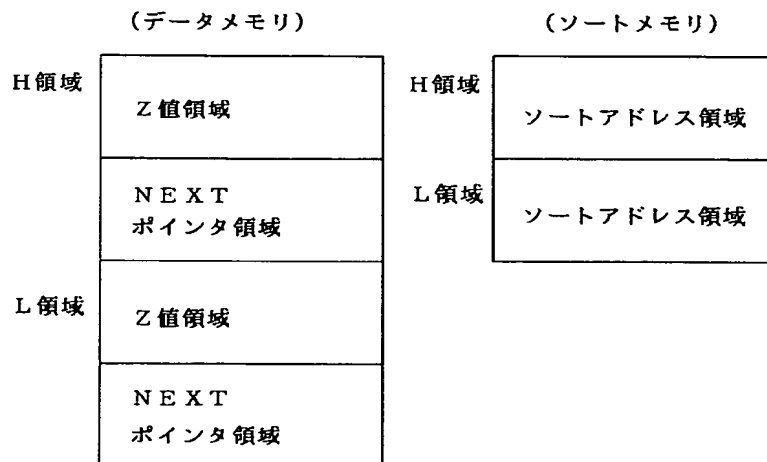 (データメモリ)
H領域
Z値領域
NEXT
ポインタ領域
L領域
Z値領域
NEXT
ポインタ領域
(ソートメモリ)
H領域
ソートアドレス領域
L領域
ソートアドレス領域